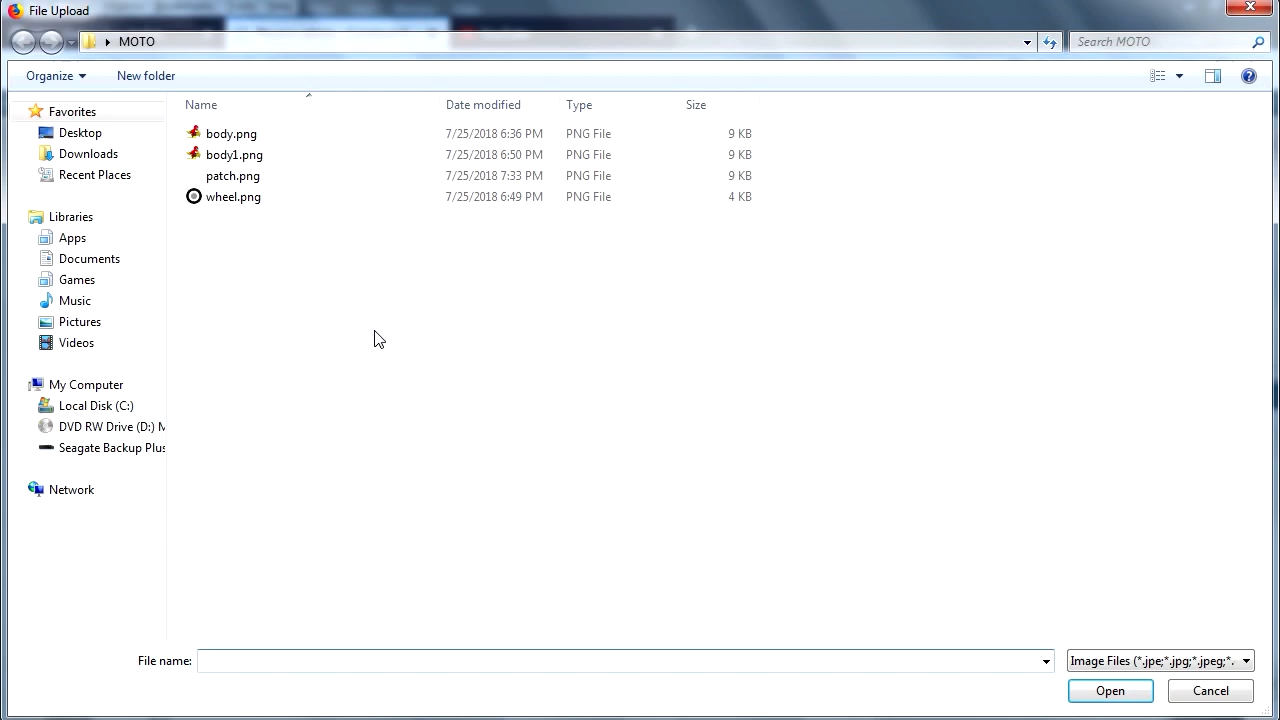 File Upload
MOTO
Search MOTO
Organize
New folder
Name Date modified Type Size
Favorites
Desktop
Downloads
Recent Places
Libraries
Apps
Documents
Games
Music
Pictures
Videos
My Computer
Local Disk (C:)
DVD RW Drive (D:) M
Seagate Backup Plus
Network
body.png 7/25/2018 6:36 PM PNG File 9 KB
body1.png 7/25/2018 6:50 PM PNG File 9 KB
patch.png 7/25/2018 7:33 PM PNG File 9 KB
wheel.png 7/25/2018 6:49 PM PNG File 4 KB
File name:
Image Files (*.jpe;*.jpg;*.jpeg;*.
Open
Cancel